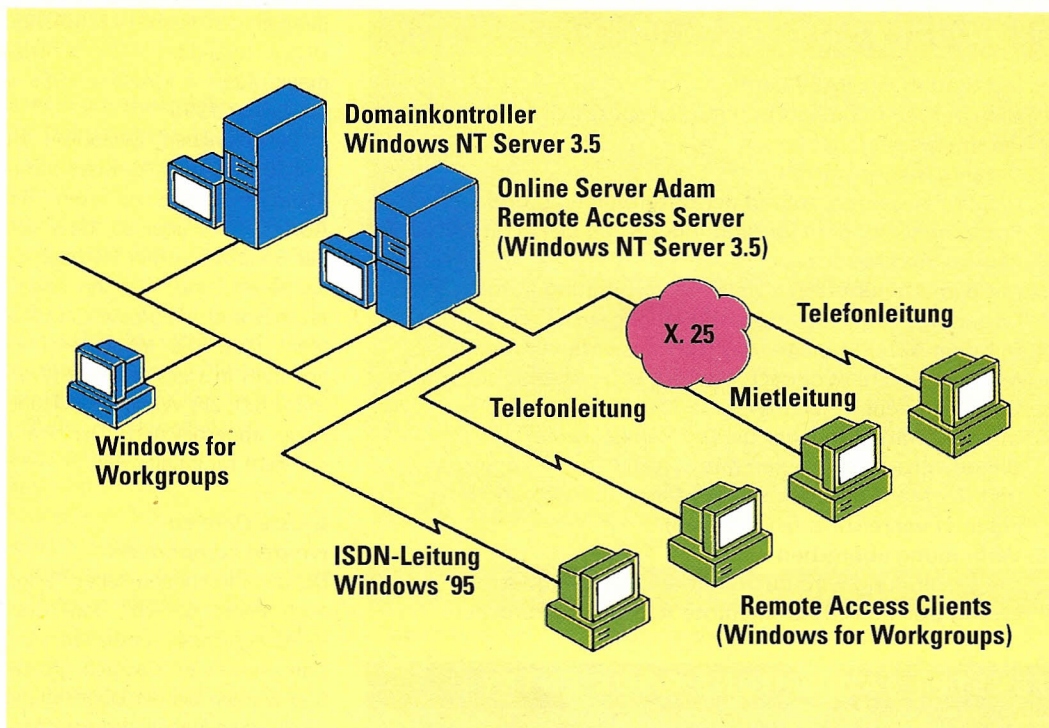 Domainkontroller
Windows NT Server 3.5
Online Server Adam
Remote Access Server
(Windows NT Server 3.5)
X. 25
Telefonleitung
Mietleitung
Telefonleitung
Windows for
Workgroups
ISDN-Leitung
Windows '95
Remote Access Clients
(Windows for Workgroups)